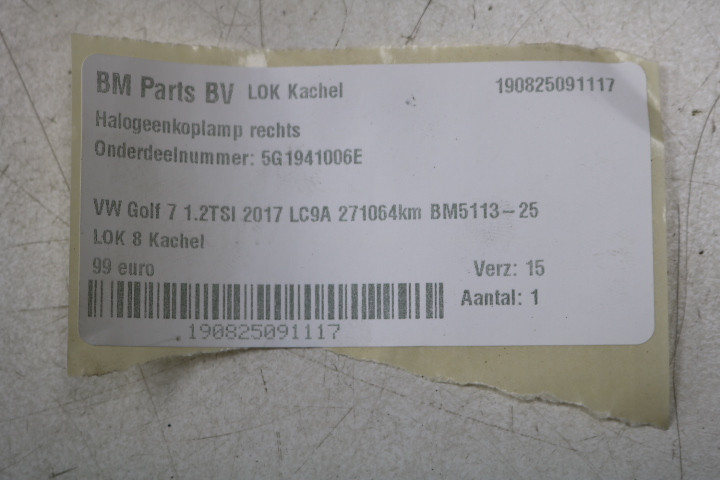 BM Parts BV LOK Kachel 190825091117
Halogeenkoplamp rechts
Onderdeelnummer: 5G1941006E
VW Golf 7 1.2TSI 2017 LC9A 271064km BM5113-25
LOK 8 Kachel
99 euro Verz: 15
Aantal: 1
190825091117